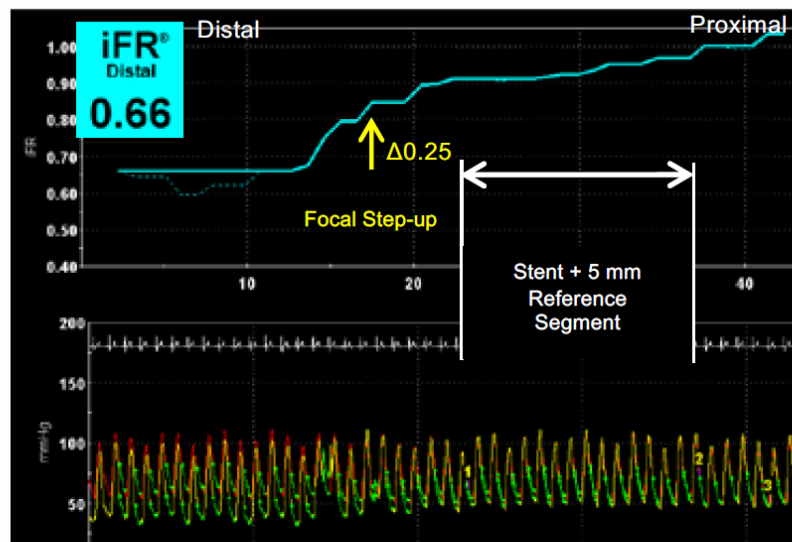 iFR®
Distal
0.66
Distal
Proximal
1.00
0.90
0.80
0.70
0.60
0.50
0.40
iFR
Δ0.25
Focal Step-up
Stent + 5 mm
Reference
Segment
10
20
40
200
150
100
50
mmHg
1
2
3